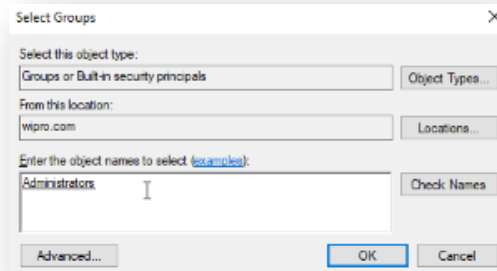 Select Groups
Select this object type:
Groups or Built-in security principals
Object Types...
From this location:
wipro.com
Locations...
Enter the object names to select (examples):
Administrators
Check Names
Advanced...
OK
Cancel